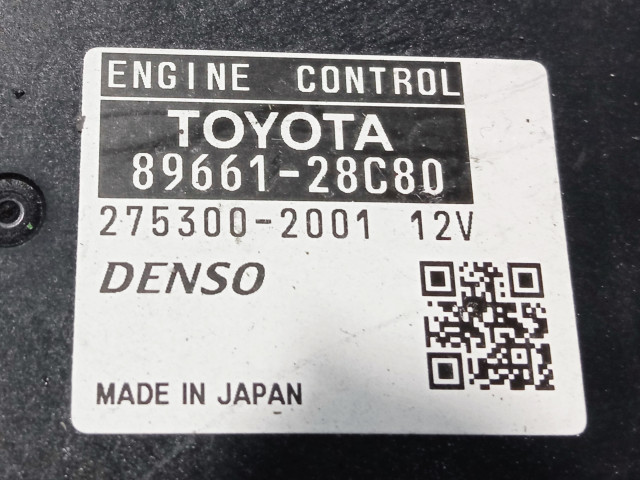 ENGINE CONTROL
TOYOTA
89661-28C80
275300-2001 12V
DENSO
MADE IN JAPAN